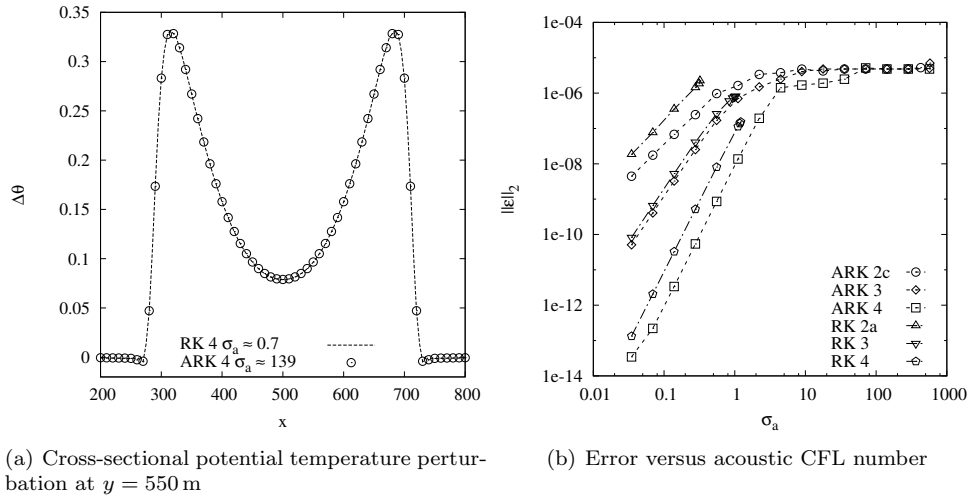 0.35
0.3
0.25
0.2
0.15
0.1
0.05
0
Δθ
RK 4 σa ≈ 0.7
ARK 4 σa ≈ 139
200 300 400 500 600 700 800
x
(a) Cross-sectional potential temperature pertur-
bation at y = 550 m
1e-04
1e-06
1e-08
1e-10
1e-12
1e-14
||ε||2
ARK 2c
ARK 3
ARK 4
RK 2a
RK 3
RK 4
0.01 0.1 1 10 100 1000
σa
(b) Error versus acoustic CFL number